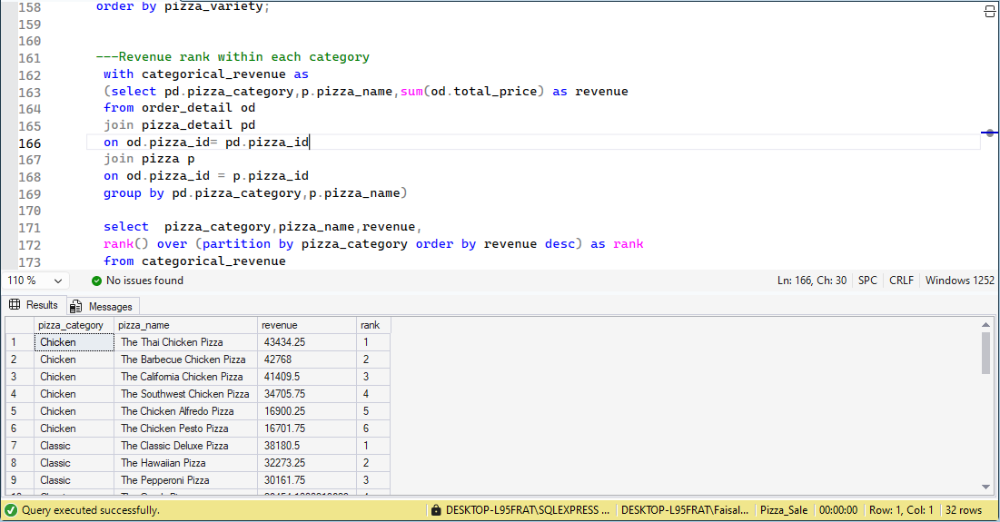 158 order by pizza_variety;
159
160
161 ---Revenue rank within each category
162 with categorical_revenue as
163 (select pd.pizza_category,p.pizza_name,sum(od.total_price) as revenue
164 from order_detail od
165 join pizza_detail pd
166 on od.pizza_id= pd.pizza_id
167 join pizza p
168 on od.pizza_id = p.pizza_id
169 group by pd.pizza_category,p.pizza_name)
170
171 select  pizza_category,pizza_name,revenue,
172 rank() over (partition by pizza_category order by revenue desc) as rank
173 from categorical_revenue
110 % No issues found Ln: 166, Ch: 30 SPC CRLF Windows 1252
Results Messages
pizza_category pizza_name revenue rank
1 Chicken The Thai Chicken Pizza 43434.25 1
2 Chicken The Barbecue Chicken Pizza 42768 2
3 Chicken The California Chicken Pizza 41409.5 3
4 Chicken The Southwest Chicken Pizza 34705.75 4
5 Chicken The Chicken Alfredo Pizza 16900.25 5
6 Chicken The Chicken Pesto Pizza 16701.75 6
7 Classic The Classic Deluxe Pizza 38180.5 1
8 Classic The Hawaiian Pizza 32273.25 2
9 Classic The Pepperoni Pizza 30161.75 3
Query executed successfully. DESKTOP-L95FRAT\SQLEXPRESS ... DESKTOP-L95FRAT\Faisal... Pizza_Sale 00:00:00 Row: 1, Col: 1 32 rows